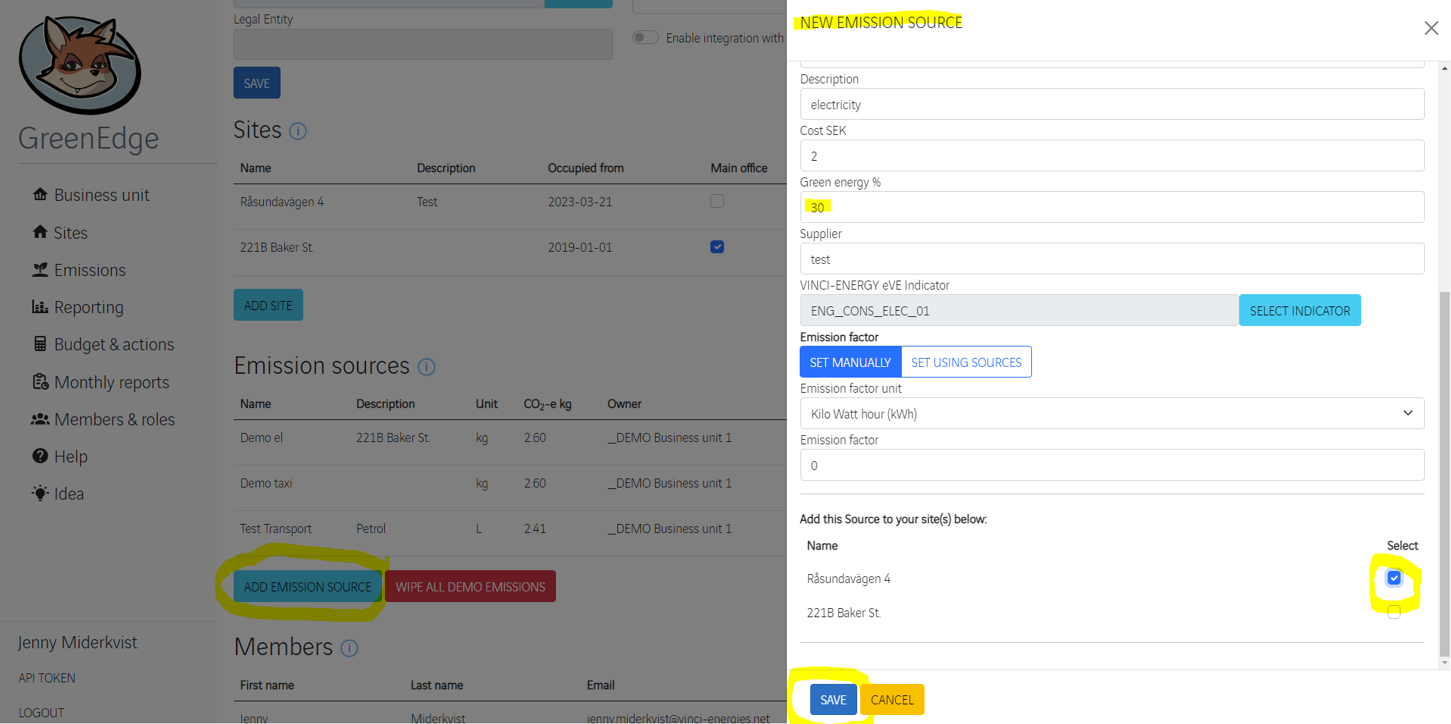 GreenEdge
Business unit
Sites
Emissions
Reporting
Budget & actions
Monthly reports
Members & roles
Help
Idea
Jenny Miderkvist
API TOKEN
LOGOUT
Legal Entity
Enable integration with
SAVE
Sites
Name Description Occupied from Main office
Råsundavägen 4 Test 2023-03-21
221B Baker St. 2019-01-01
ADD SITE
Emission sources
Name Description Unit CO2-e kg Owner
Demo el 221B Baker St. kg 2.60 _DEMO Business unit 1
Demo taxi kg 2.60 _DEMO Business unit 1
Test Transport Petrol L 2.41 _DEMO Business unit 1
ADD EMISSION SOURCE WIPE ALL DEMO EMISSIONS
Members
First name Last name Email
Jenny Miderkvist jenny.miderkvist@vinci-energies.net
NEW EMISSION SOURCE
Description
electricity
Cost SEK
2
Green energy %
30
Supplier
test
VINCI-ENERGY eVE Indicator
ENG_CONS_ELEC_01 SELECT INDICATOR
Emission factor
SET MANUALLY SET USING SOURCES
Emission factor unit
Kilo Watt hour (kWh)
Emission factor
0
Add this Source to your site(s) below:
Name Select
Råsundavägen 4
221B Baker St.
SAVE CANCEL